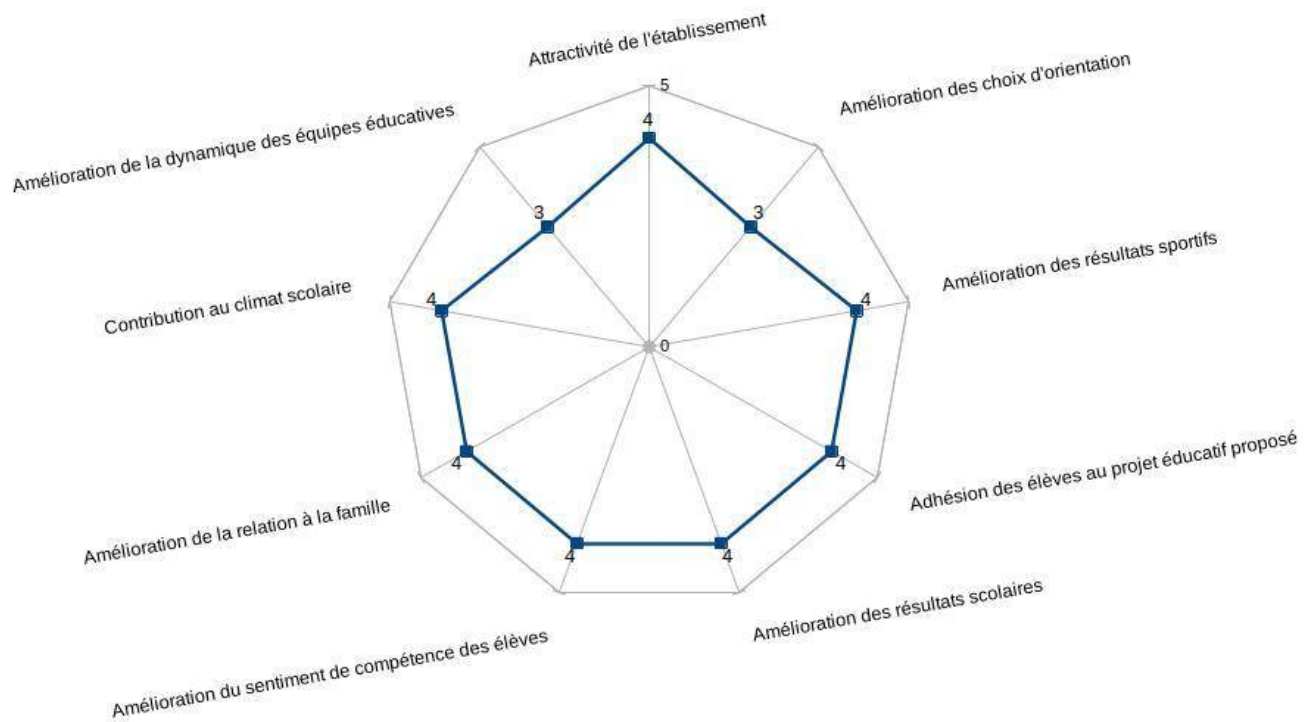 Attractivité de l'établissement
Amélioration des choix d'orientation
Amélioration de la dynamique des équipes éducatives
5
4
3
3
Amélioration des résultats sportifs
Contribution au climat scolaire
4
4
0
Adhésion des élèves au projet éducatif proposé
4
4
Amélioration de la relation à la famille
4
4
Amélioration des résultats scolaires
Amélioration du sentiment de compétence des élèves